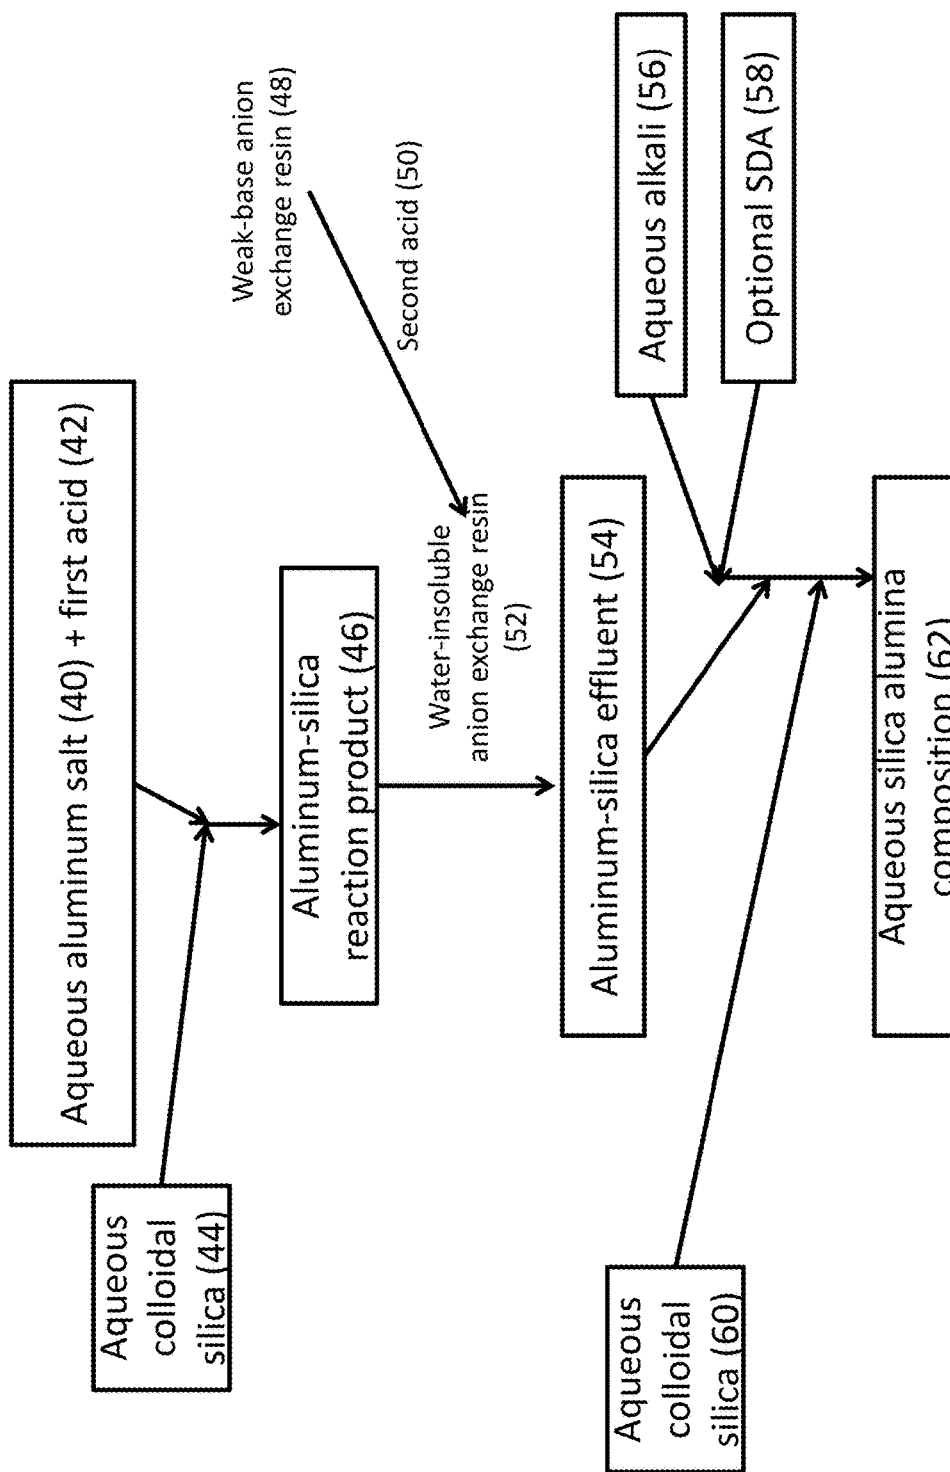 Aqueous aluminum salt (40) + first acid (42)
Aqueous
colloidal
silica (44)
Aluminum-silica
reaction product (46)
Weak-base anion
exchange resin (48)
Second acid (50)
Water-insoluble
anion exchange resin
(52)
Aluminum-silica effluent (54)
Aqueous alkali (56)
Optional SDA (58)
Aqueous
colloidal
silica (60)
Aqueous silica alumina
composition (62)